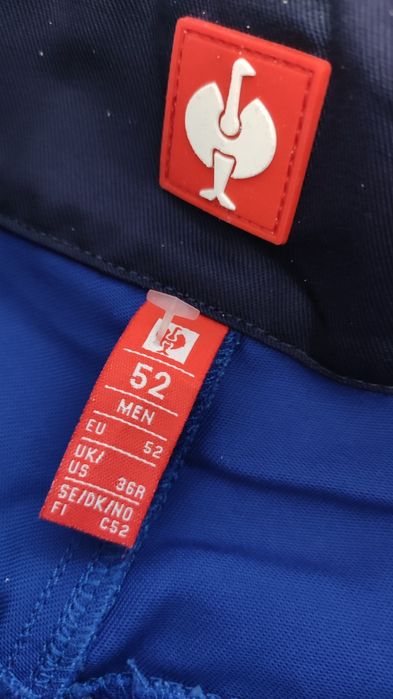 52
MEN
EU 52
UK/
US 36R
SE/DK/NO
FI C52